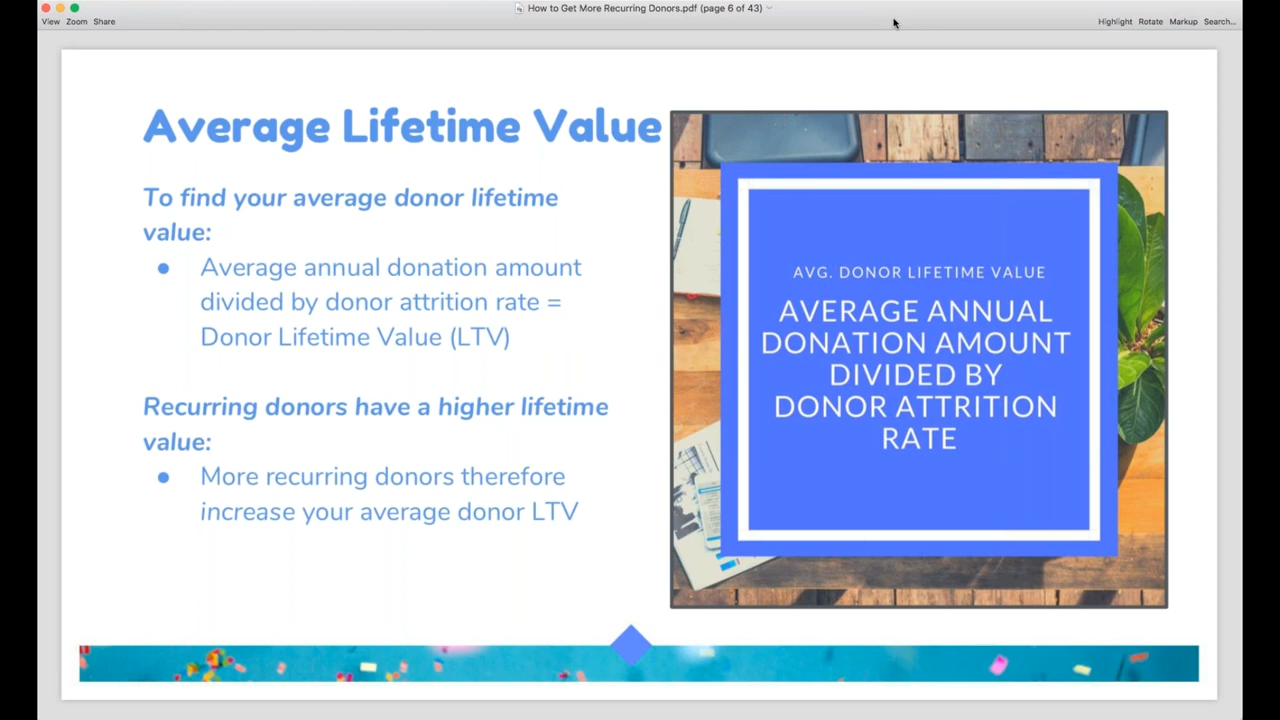 How to Get More Recurring Donors.pdf (page 6 of 43)
View Zoom Share
Highlight Rotate Markup Search...
Average Lifetime Value
To find your average donor lifetime
value:
● Average annual donation amount
divided by donor attrition rate =
Donor Lifetime Value (LTV)
Recurring donors have a higher lifetime
value:
● More recurring donors therefore
increase your average donor LTV
AVG. DONOR LIFETIME VALUE
AVERAGE ANNUAL
DONATION AMOUNT
DIVIDED BY
DONOR ATTRITION
RATE